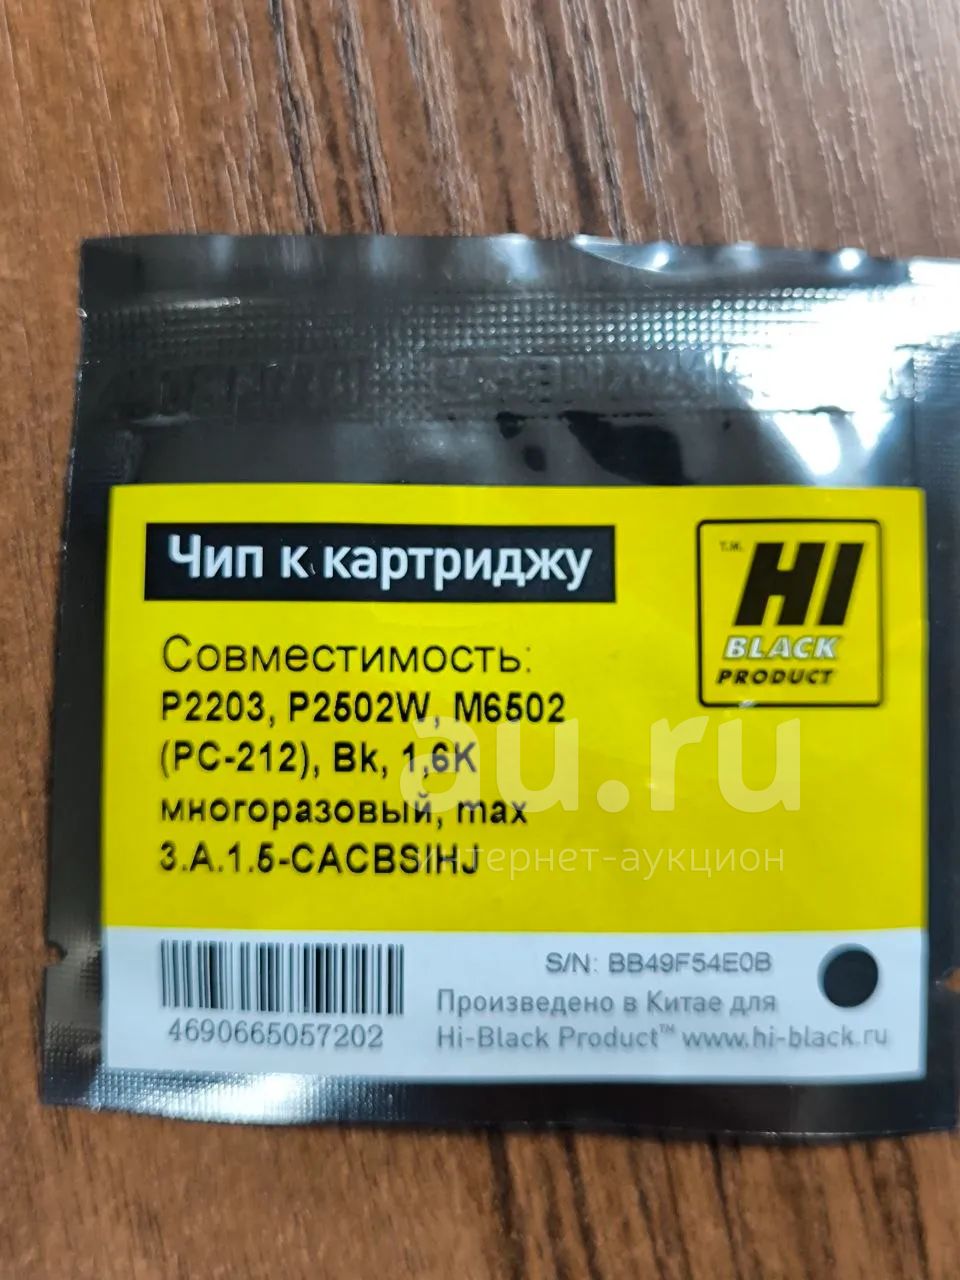 Чип к картриджу
T.M.
HI
BLACK
PRODUCT
Совместимость:
P2203, P2502W, M6502
(PC-212), Bk, 1,6K
многоразовый, max
3.A.1.5-CACBSIHJ
au.ru
интернет-аукцион
S/N: BB49F54E0B
Произведено в Китае для
4690665057202
Hi-Black Product™ www.hi-black.ru